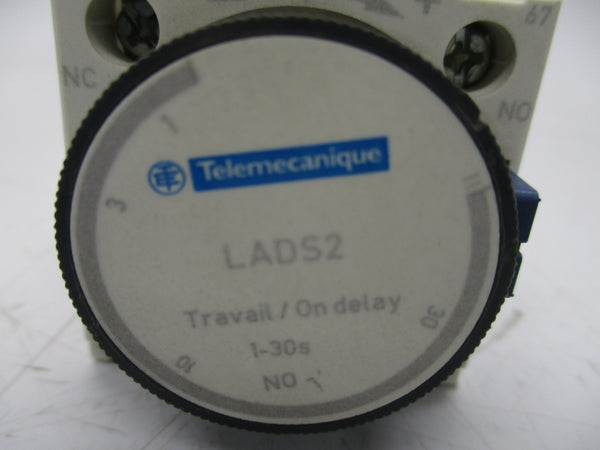 67
NC
NO
1
Telemecanique
3
LADS2
Travail / On delay
30
1-30s
10
NO